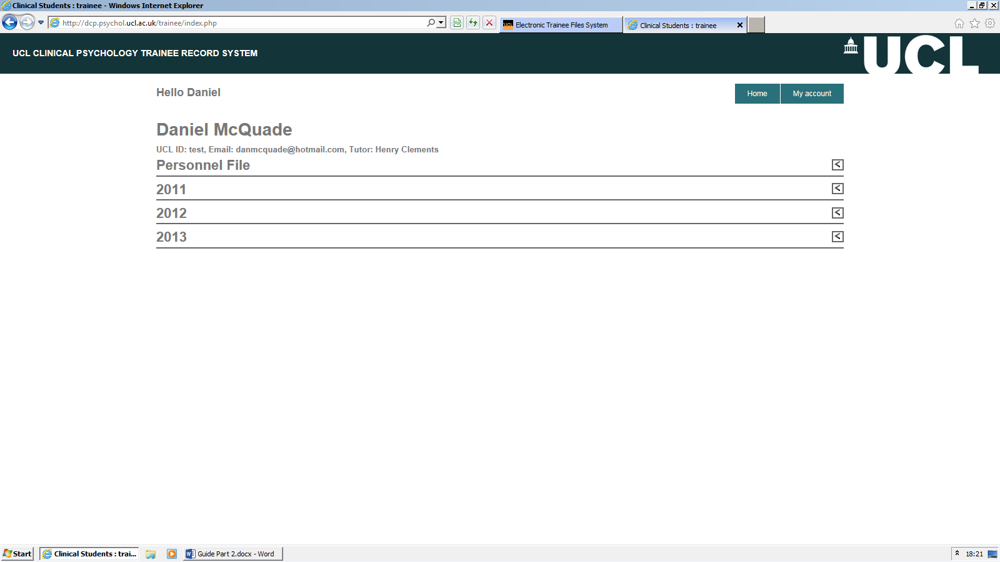 Clinical Students : trainee - Windows Internet Explorer
http://dcp.psychol.ucl.ac.uk/trainee/index.php
UCL Electronic Trainee Files System
Clinical Students : trainee
UCL CLINICAL PSYCHOLOGY TRAINEE RECORD SYSTEM
UCL
Hello Daniel
Home
My account
Daniel McQuade
UCL ID: test, Email: danmcquade@hotmail.com, Tutor: Henry Clements
Personnel File
<
2011
<
2012
<
2013
<
Start
Clinical Students : trai...
Guide Part 2.docx - Word
18:21